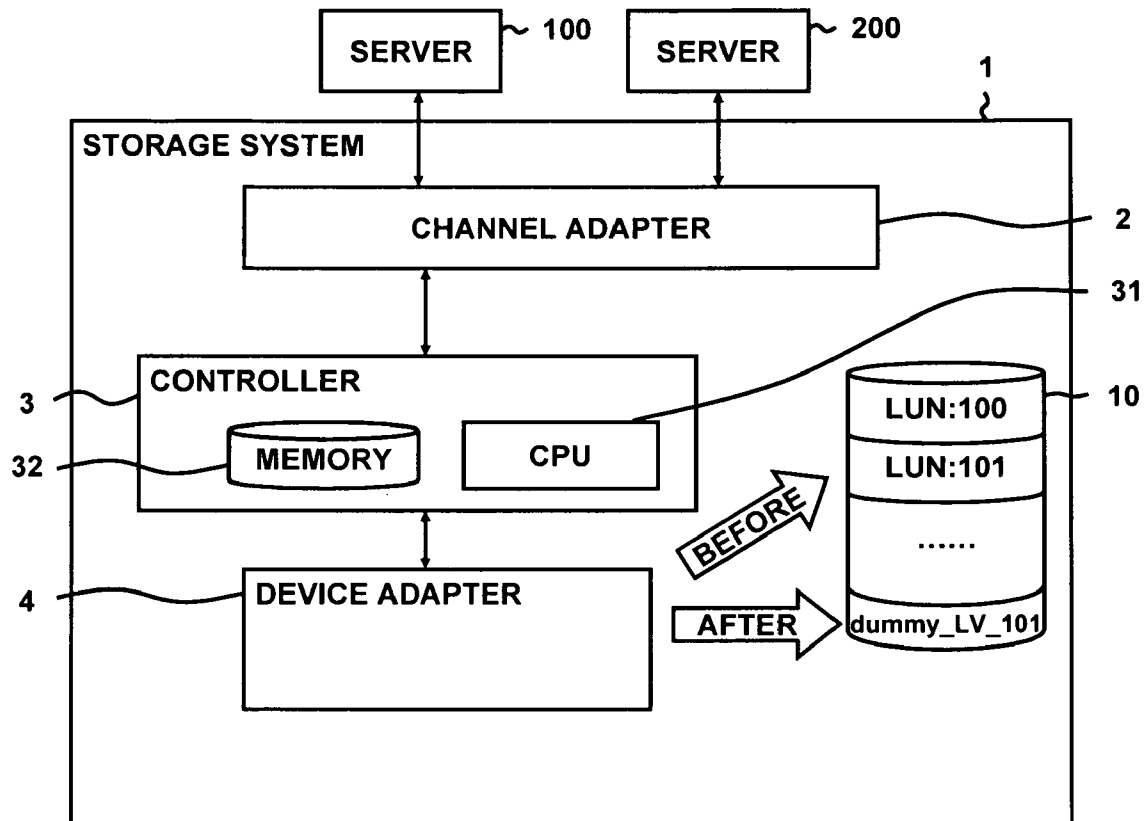 SERVER
100
SERVER
200
1
STORAGE SYSTEM
CHANNEL ADAPTER
2
31
CONTROLLER
3
MEMORY
32
CPU
LUN:100
10
LUN:101
......
BEFORE
DEVICE ADAPTER
4
AFTER
dummy_LV_101